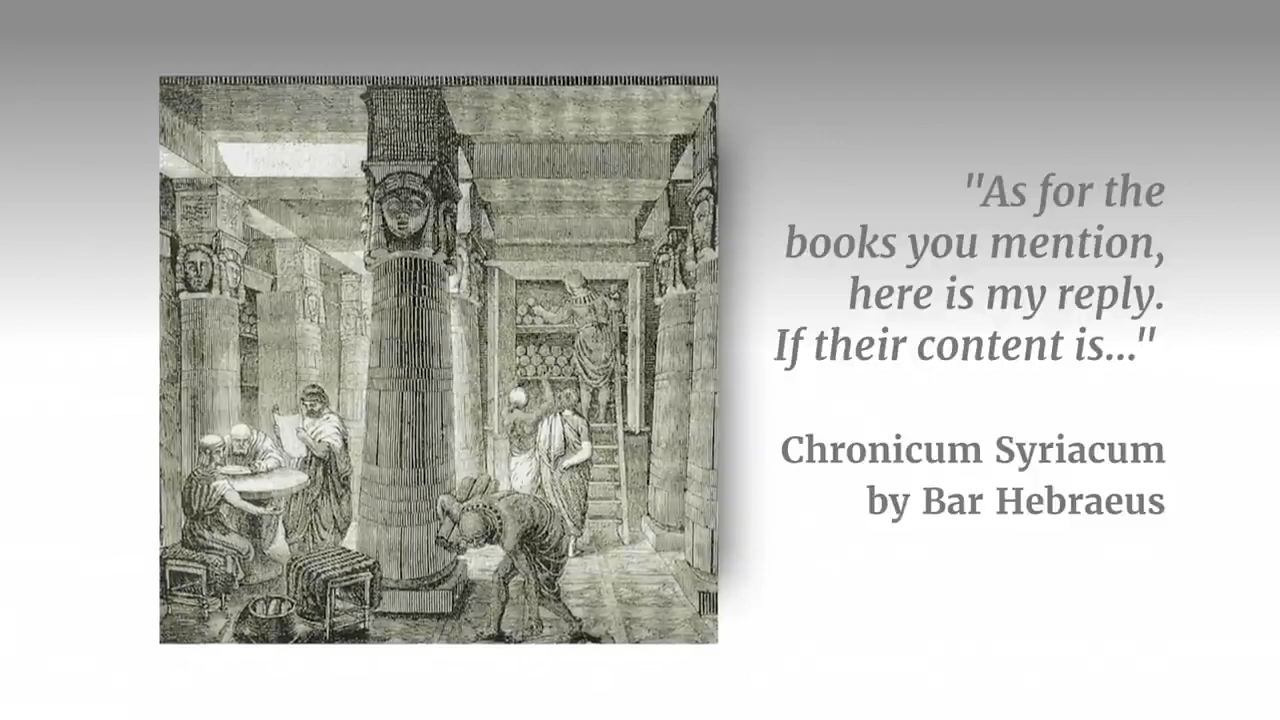 "As for the
books you mention,
here is my reply.
If their content is..."
Chronicum Syriacum
by Bar Hebraeus